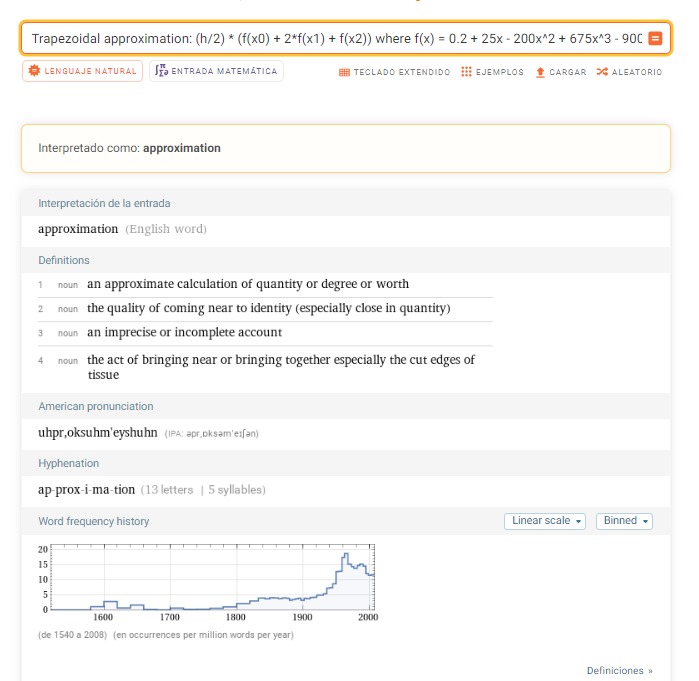 Trapezoidal approximation: (h/2) * (f(x0) + 2*f(x1) + f(x2)) where f(x) = 0.2 + 25x - 200x^2 + 675x^3 - 900
LENGUAJE NATURAL
ENTRADA MATEMÁTICA
TECLADO EXTENDIDO
EJEMPLOS
CARGAR
ALEATORIO
Interpretado como: approximation
Interpretación de la entrada
approximation (English word)
Definitions
1 noun an approximate calculation of quantity or degree or worth
2 noun the quality of coming near to identity (especially close in quantity)
3 noun an imprecise or incomplete account
4 noun the act of bringing near or bringing together especially the cut edges of
tissue
American pronunciation
uhpr,oksuhm'eyshuhn (IPA: əpr,ɒksəm'eɪʃən)
Hyphenation
ap-prox-i-ma-tion (13 letters | 5 syllables)
Word frequency history
Linear scale
Binned
20
15
10
5
0
1600 1700 1800 1900 2000
(de 1540 a 2008) (en occurrences per million words per year)
Definiciones »